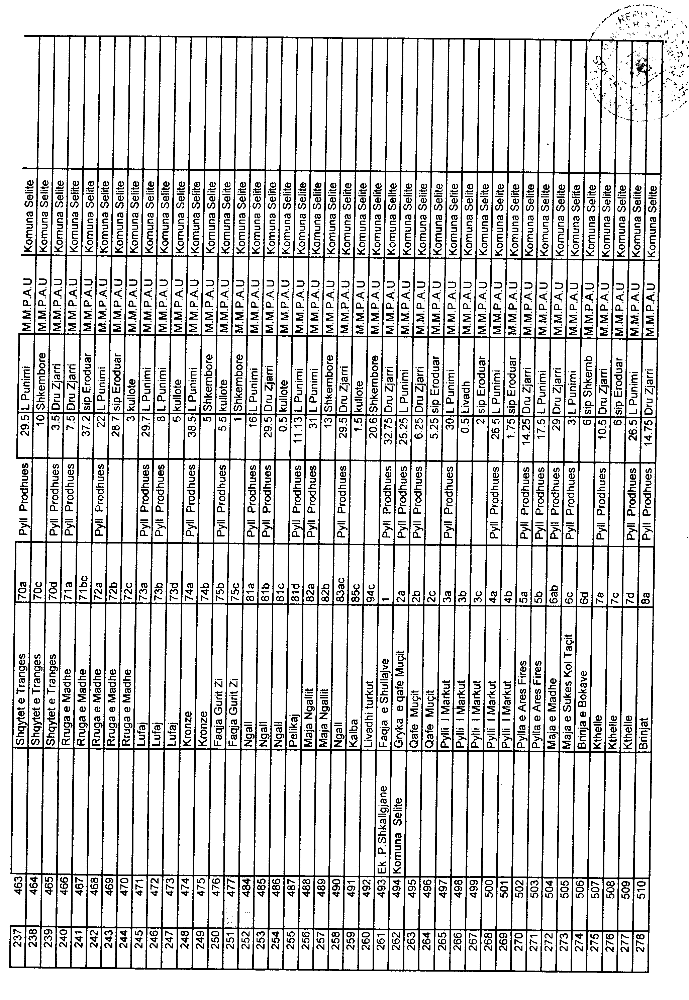 237 463 Shqytet e Tranges 70a Pyll Prodhues 29.5 L Punimi M.M.P.A.U Komuna Selite
238 464 Shqytet e Tranges 70c 10 Shkembore M.M.P.A.U Komuna Selite
239 465 Shqytet e Tranges 70d Pyll Prodhues 3.5 Dru Zjarri M.M.P.A.U Komuna Selite
240 466 Rruga e Madhe 71a Pyll Prodhues 7.5 Dru Zjarri M.M.P.A.U Komuna Selite
241 467 Rruga e Madhe 71bc 37.2 sip Eroduar M.M.P.A.U Komuna Selite
242 468 Rruga e Madhe 72a Pyll Prodhues 22 L Punimi M.M.P.A.U Komuna Selite
243 469 Rruga e Madhe 72b 28.7 sip Eroduar M.M.P.A.U Komuna Selite
244 470 Rruga e Madhe 72c 3 kullote M.M.P.A.U Komuna Selite
245 471 Lufaj 73a Pyll Prodhues 29.7 L Punimi M.M.P.A.U Komuna Selite
246 472 Lufaj 73b Pyll Prodhues 8 L Punimi M.M.P.A.U Komuna Selite
247 473 Lufaj 73d 6 kullote M.M.P.A.U Komuna Selite
248 474 Kronze 74a Pyll Prodhues 38.5 L Punimi M.M.P.A.U Komuna Selite
249 475 Kronze 74b 5 Shkembore M.M.P.A.U Komuna Selite
250 476 Faqja Gurit Zi 75b Pyll Prodhues 5.5 kullote M.M.P.A.U Komuna Selite
251 477 Faqja Gurit Zi 75c 1 Shkembore M.M.P.A.U Komuna Selite
252 484 Ngall 81a Pyll Prodhues 16 L Punimi M.M.P.A.U Komuna Selite
253 485 Ngall 81b Pyll Prodhues 29.5 Dru Zjarri M.M.P.A.U Komuna Selite
254 486 Ngall 81c 0.5 kullote M.M.P.A.U Komuna Selite
255 487 Pelikaj 81d Pyll Prodhues 11.13 L Punimi M.M.P.A.U Komuna Selite
256 488 Maja Ngallit 82a Pyll Prodhues 31 L Punimi M.M.P.A.U Komuna Selite
257 489 Maja Ngallit 82b 13 Shkembore M.M.P.A.U Komuna Selite
258 490 Ngall 83ac Pyll Prodhues 29.5 Dru Zjarri M.M.P.A.U Komuna Selite
259 491 Kalba 85c 1.5 kullote M.M.P.A.U Komuna Selite
260 492 Livadhi turkut 94c 20.6 Shkembore M.M.P.A.U Komuna Selite
261 493 Ek .P.Shkallgjane Faqja e Shullajve 1 Pyll Prodhues 32.75 Dru Zjarri M.M.P.A.U Komuna Selite
262 494 Komuna Selite Gryka e qafe Muçit 2a Pyll Prodhues 25.25 L Punimi M.M.P.A.U Komuna Selite
263 495 Qafe Muçit 2b Pyll Prodhues 6.25 Dru Zjarri M.M.P.A.U Komuna Selite
264 496 Qafe Muçit 2c 5.25 sip Eroduar M.M.P.A.U Komuna Selite
265 497 Pylli I Markut 3a Pyll Prodhues 30 L Punimi M.M.P.A.U Komuna Selite
266 498 Pylli I Markut 3b 0.5 Livadh M.M.P.A.U Komuna Selite
267 499 Pylli I Markut 3c 2 sip Eroduar M.M.P.A.U Komuna Selite
268 500 Pylli I Markut 4a Pyll Prodhues 26.5 L Punimi M.M.P.A.U Komuna Selite
269 501 Pylli I Markut 4b 1.75 sip Eroduar M.M.P.A.U Komuna Selite
270 502 Pylla e Ares Fires 5a Pyll Prodhues 14.25 Dru Zjarri M.M.P.A.U Komuna Selite
271 503 Pylla e Ares Fires 5b Pyll Prodhues 17.5 L Punimi M.M.P.A.U Komuna Selite
272 504 Maja e Madhe 6ab Pyll Prodhues 29 Dru Zjarri M.M.P.A.U Komuna Selite
273 505 Maja e Sukes Kol Taçit 6c Pyll Prodhues 3 L Punimi M.M.P.A.U Komuna Selite
274 506 Brinja e Bokave 6d 6 sip Shkemb M.M.P.A.U Komuna Selite
275 507 Kthelle 7a Pyll Prodhues 10.5 Dru Zjarri M.M.P.A.U Komuna Selite
276 508 Kthelle 7c 6 sip Eroduar M.M.P.A.U Komuna Selite
277 509 Kthelle 7d Pyll Prodhues 26.5 L Punimi M.M.P.A.U Komuna Selite
278 510 Brinjat 8a Pyll Prodhues 14.75 Dru Zjarri M.M.P.A.U Komuna Selite